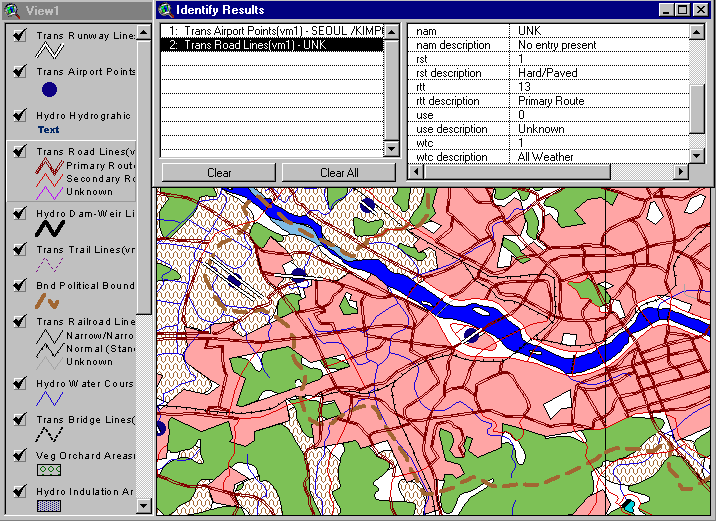 View1
Trans Runway Lines
Trans Airport Points
Hydro Hydrograhic
Text
Trans Road Lines(v
Primary Route
Secondary Ro
Unknown
Hydro Dam-Weir Li
Trans Trail Lines(vr
Bnd Political Bound
Trans Railroad Line
Narrow/Narro
Normal (Stand
Unknown
Hydro Water Cours
Trans Bridge Lines(
Veg Orchard Areas
Hydro Indulation Ar
Identify Results
1: Trans Airport Points(vm1) - SEOUL /KIMP
2: Trans Road Lines(vm1) - UNK
Clear
Clear All
nam UNK
nam description No entry present
rst 1
rst description Hard/Paved
rtt 13
rtt description Primary Route
use 0
use description Unknown
wtc 1
wtc description All Weather